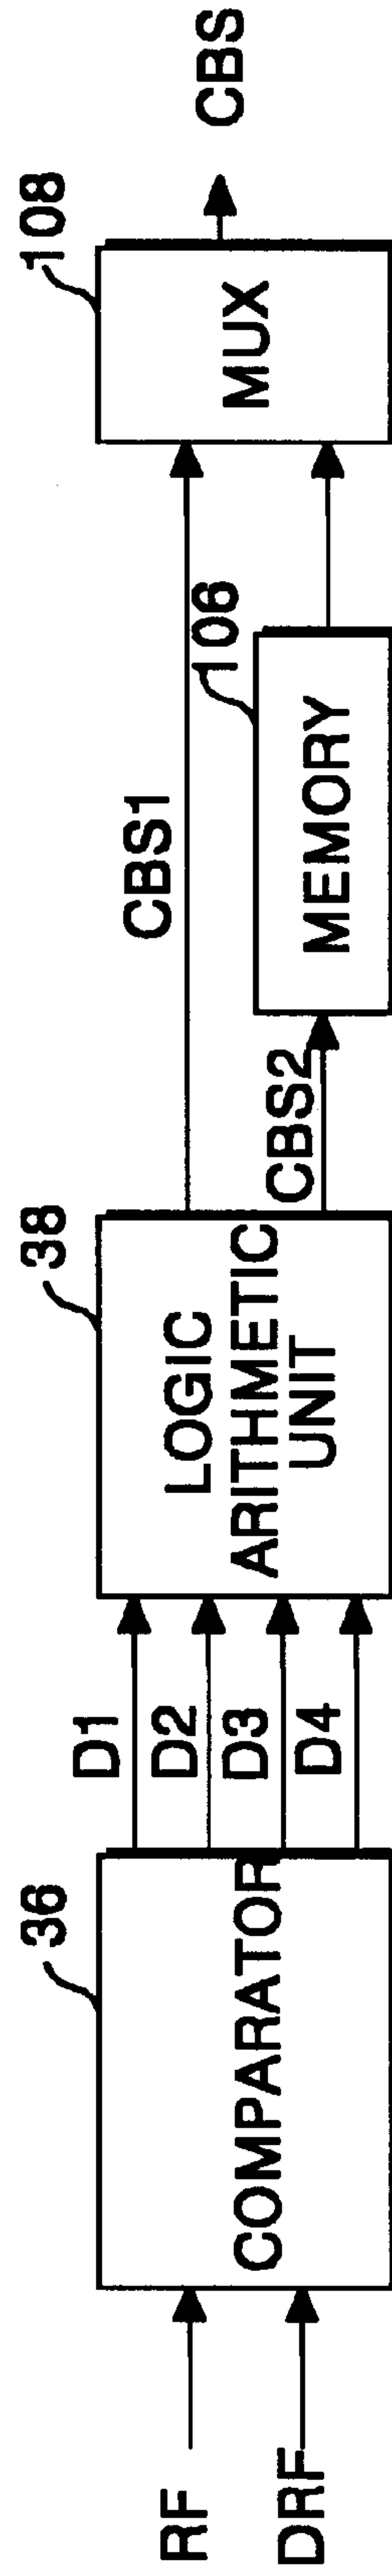 RF
DRF
36
COMPARATOR
D1
D2
D3
D4
38
LOGIC
ARITHMETIC
UNIT
CBS1
CBS2
106
MEMORY
108
MUX
CBS